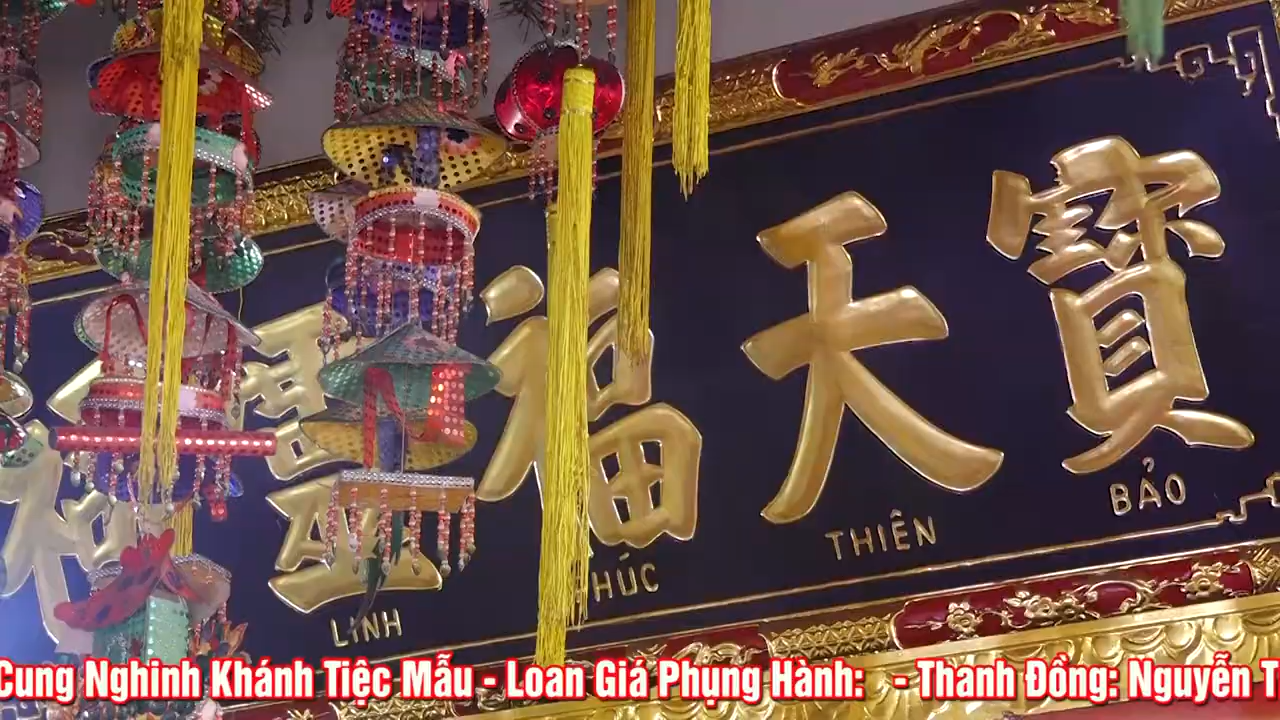 寶天福靈祠
BẢO THIÊN PHÚC LINH
Cung Nghinh Khánh Tiệc Mẫu - Loan Giá Phụng Hành: - Thanh Đồng: Nguyễn T